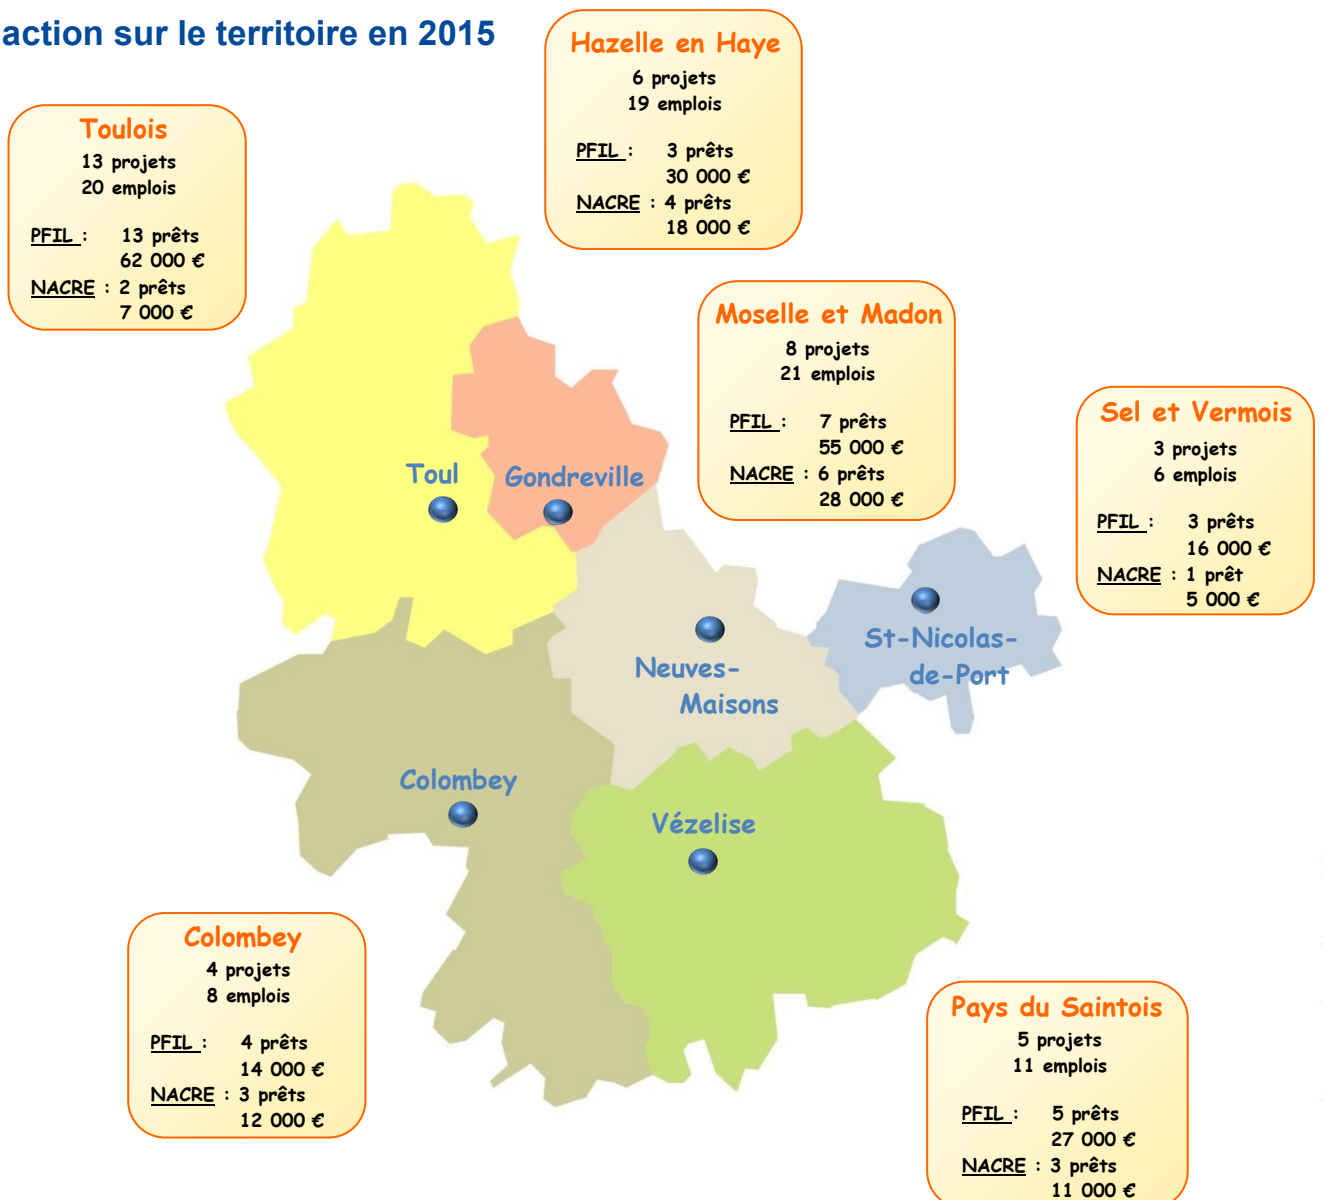 action sur le territoire en 2015
Hazelle en Haye
6 projets
19 emplois
PFIL : 3 prêts
30 000 €
NACRE : 4 prêts
18 000 €
Toulois
13 projets
20 emplois
PFIL : 13 prêts
62 000 €
NACRE : 2 prêts
7 000 €
Moselle et Madon
8 projets
21 emplois
PFIL : 7 prêts
55 000 €
NACRE : 6 prêts
28 000 €
Sel et Vermois
3 projets
6 emplois
PFIL : 3 prêts
16 000 €
NACRE : 1 prêt
5 000 €
Toul
Gondreville
St-Nicolas-
de-Port
Neuves-
Maisons
Colombey
Vézelise
Colombey
4 projets
8 emplois
PFIL : 4 prêts
14 000 €
NACRE : 3 prêts
12 000 €
Pays du Saintois
5 projets
11 emplois
PFIL : 5 prêts
27 000 €
NACRE : 3 prêts
11 000 €